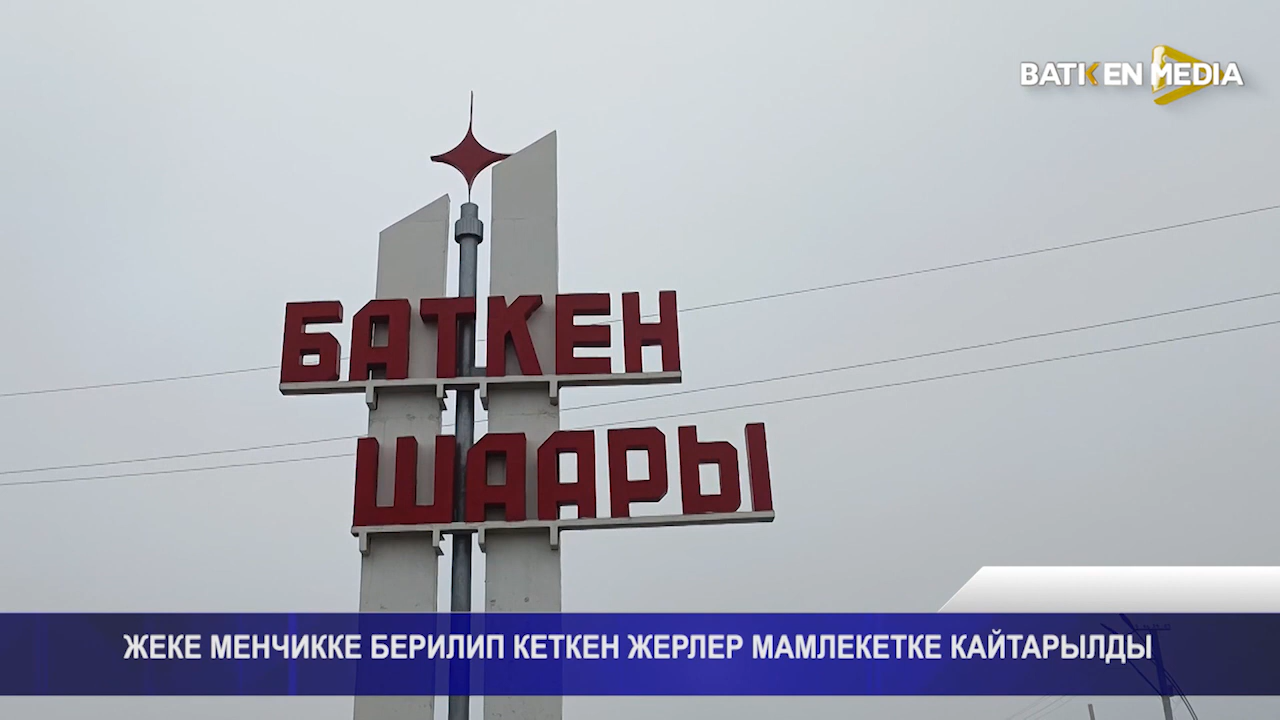 BATKEN MEDIA
БАТКЕН
ШААРЫ
ЖЕКЕ МЕНЧИККЕ БЕРИЛИП КЕТКЕН ЖЕРЛЕР МАМЛЕКЕТКЕ КАЙТАРЫЛДЫ